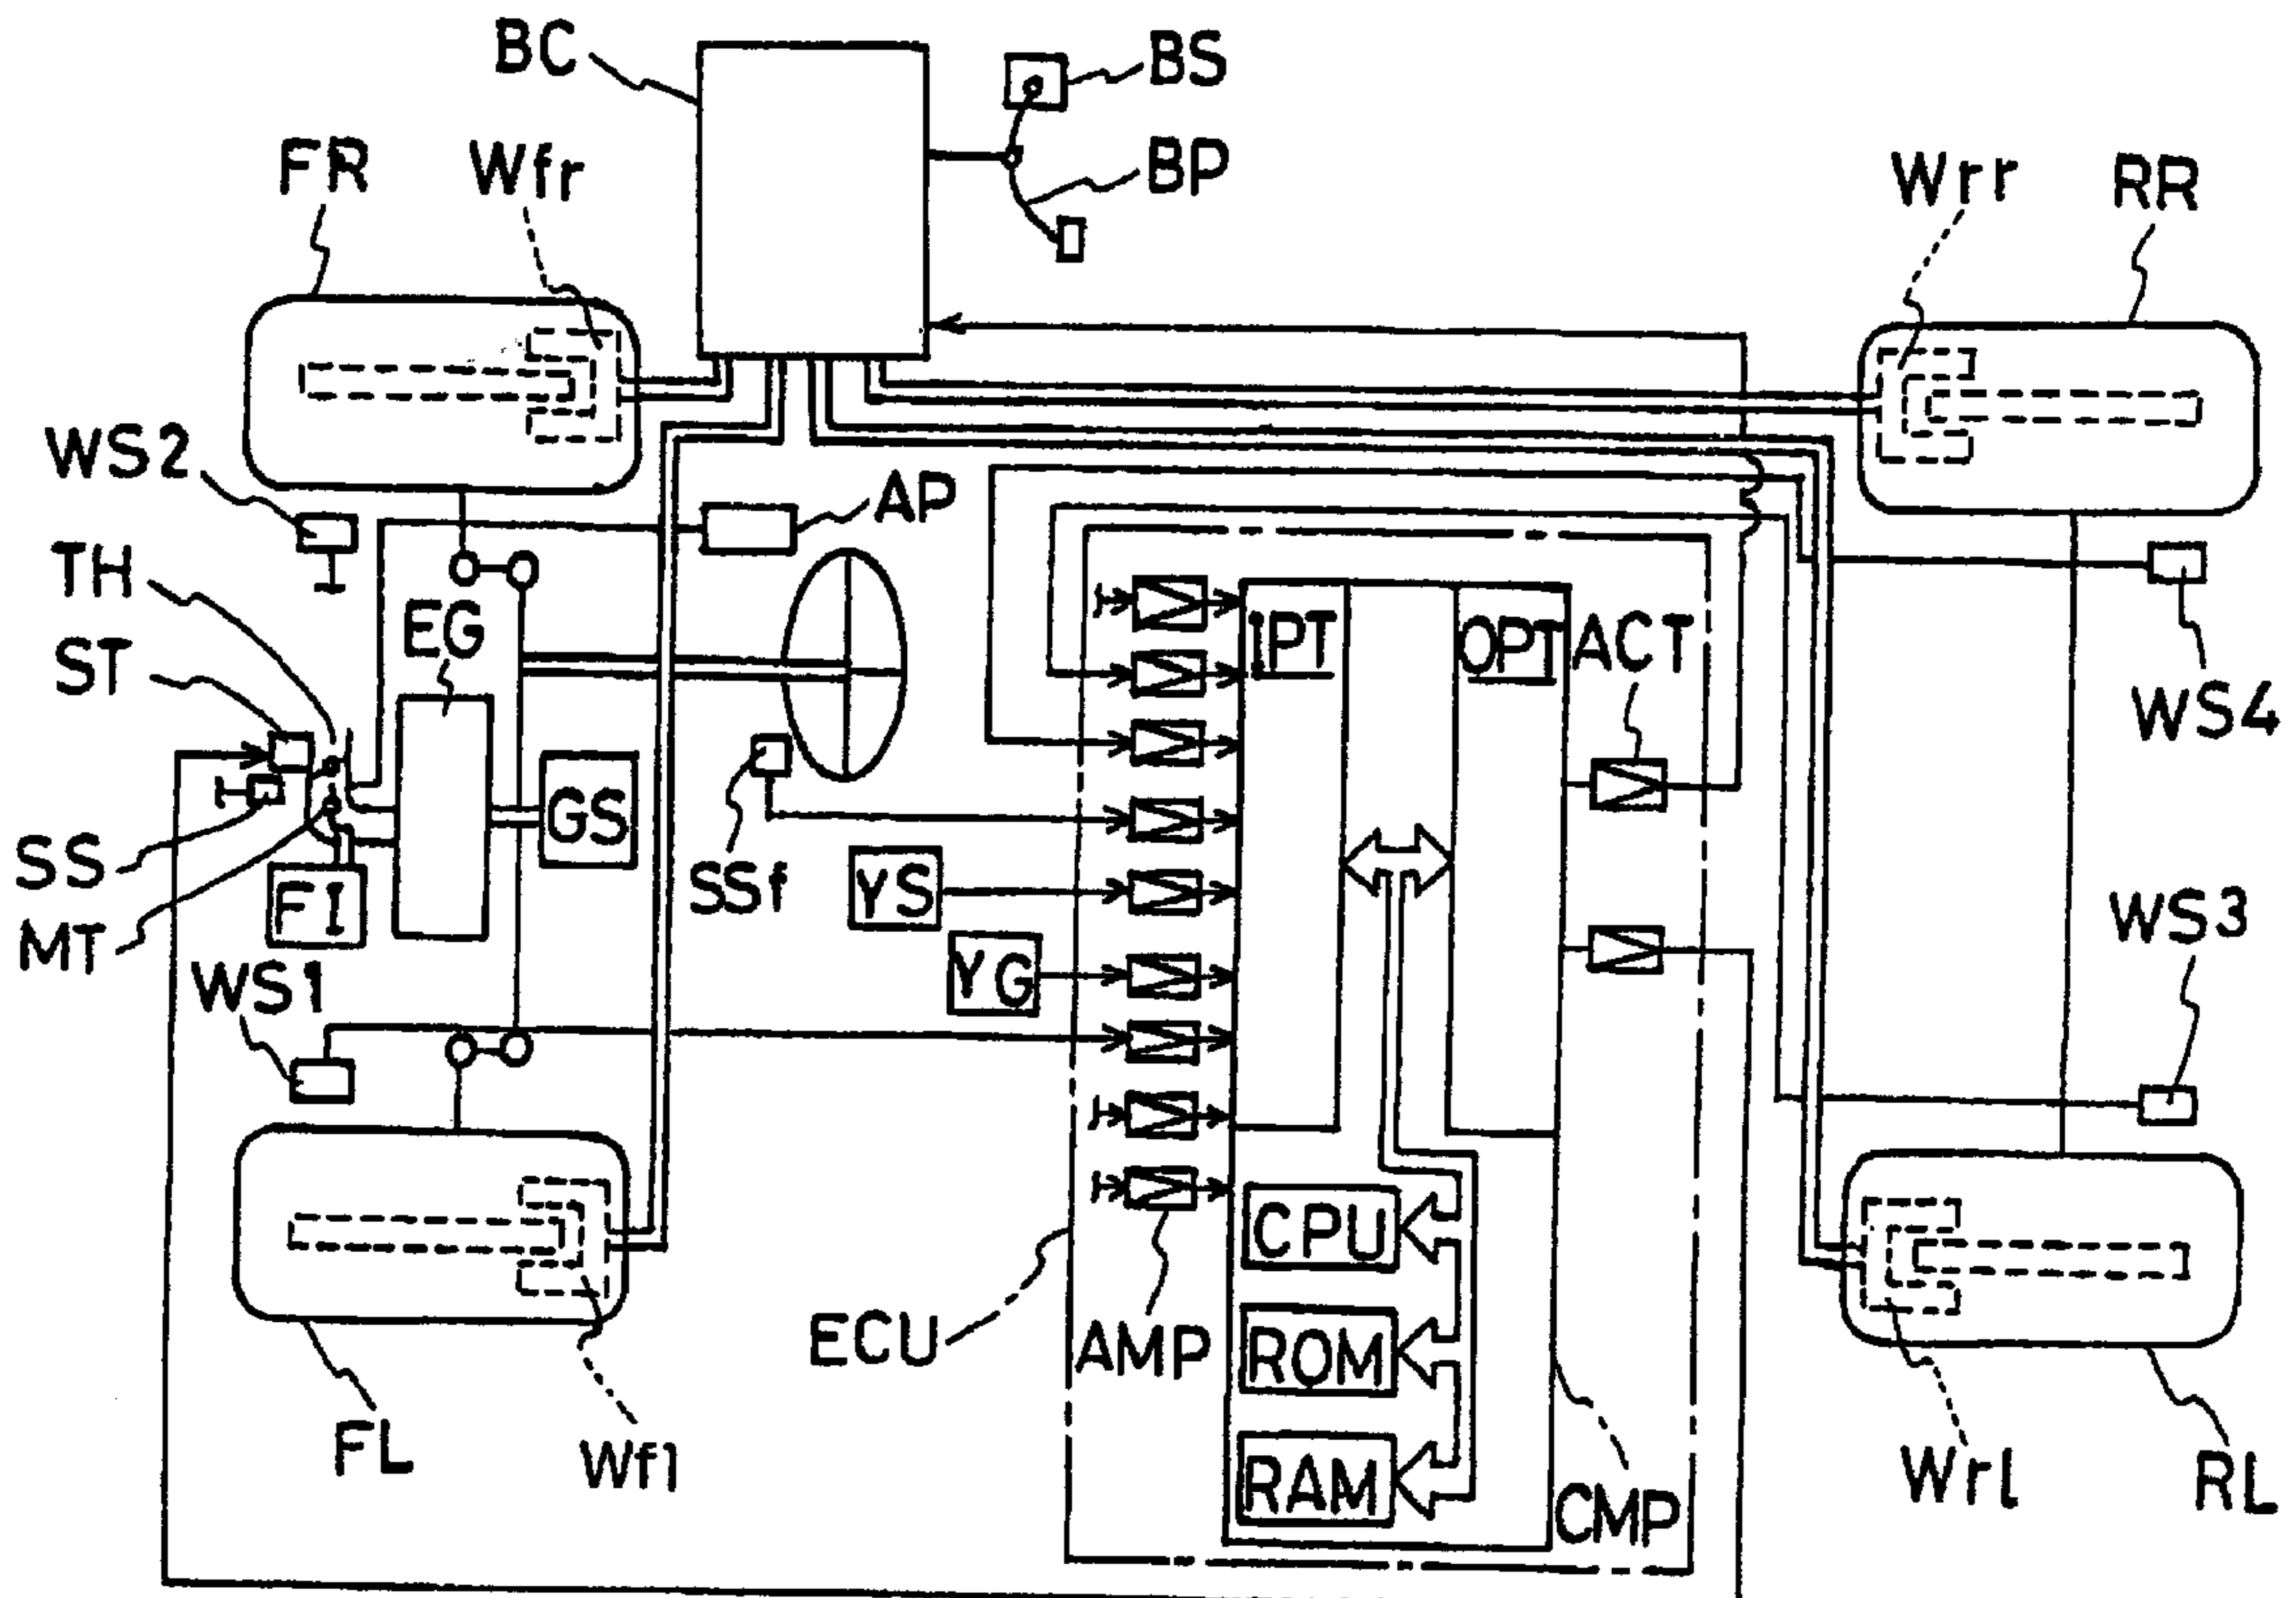 BC
BS
FR
Wfr
BP
Wrr
RR
WS2
AP
TH
EG
IPT
OPT
ACT
ST
WS4
GS
SS
SSf
YS
FI
WS3
MT
YG
WS1
CPU
ECU
AMP
ROM
FL
Wfl
RAM
CMP
Wrl
RL